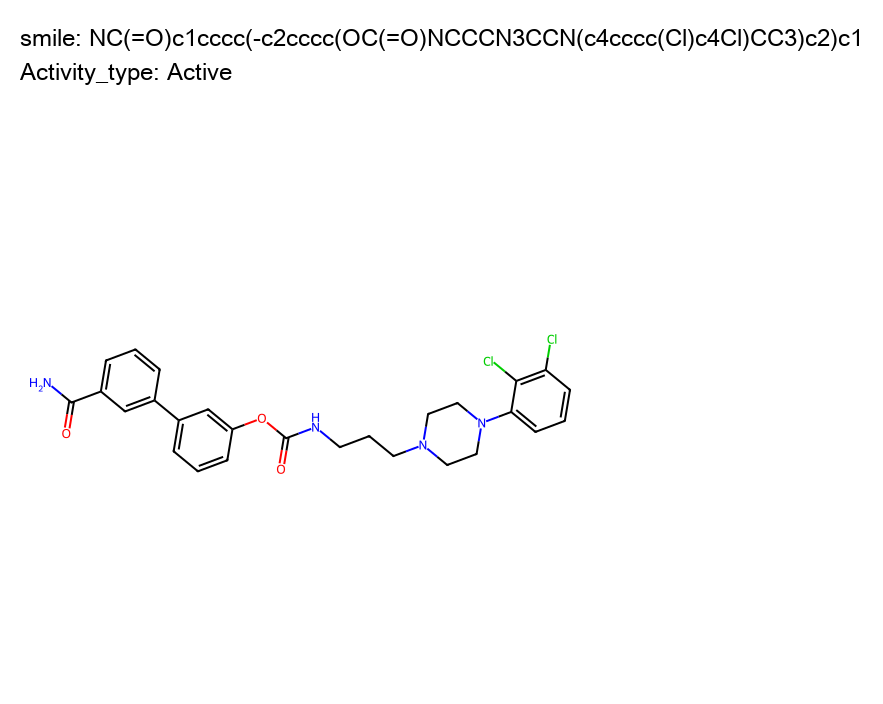 smile: NC(=O)c1cccc(-c2cccc(OC(=O)NCCCN3CCN(c4cccc(Cl)c4Cl)CC3)c2)c1
Activity_type: Active
Cl
Cl
H₂N
O
O
O
H
N
N
N